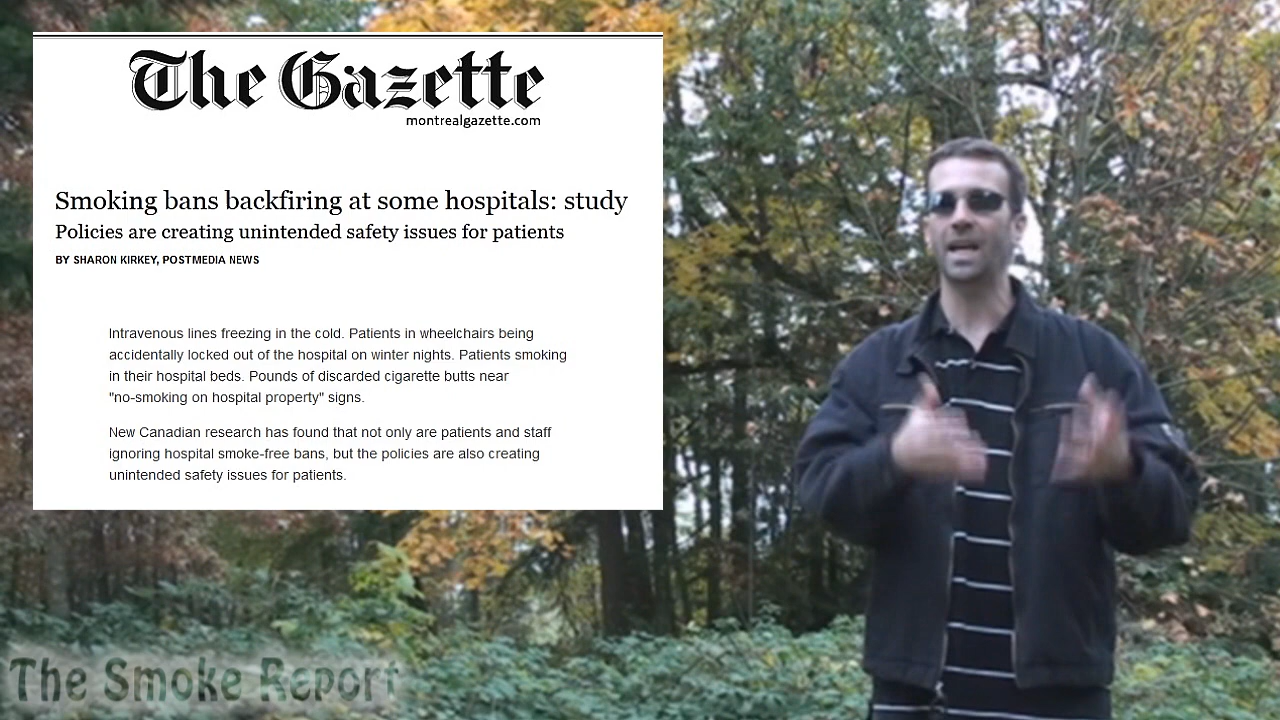 The Gazette
montrealgazette.com
Smoking bans backfiring at some hospitals: study
Policies are creating unintended safety issues for patients
BY SHARON KIRKEY, POSTMEDIA NEWS
Intravenous lines freezing in the cold. Patients in wheelchairs being
accidentally locked out of the hospital on winter nights. Patients smoking
in their hospital beds. Pounds of discarded cigarette butts near
"no-smoking on hospital property" signs.
New Canadian research has found that not only are patients and staff
ignoring hospital smoke-free bans, but the policies are also creating
unintended safety issues for patients.
The Smoke Report